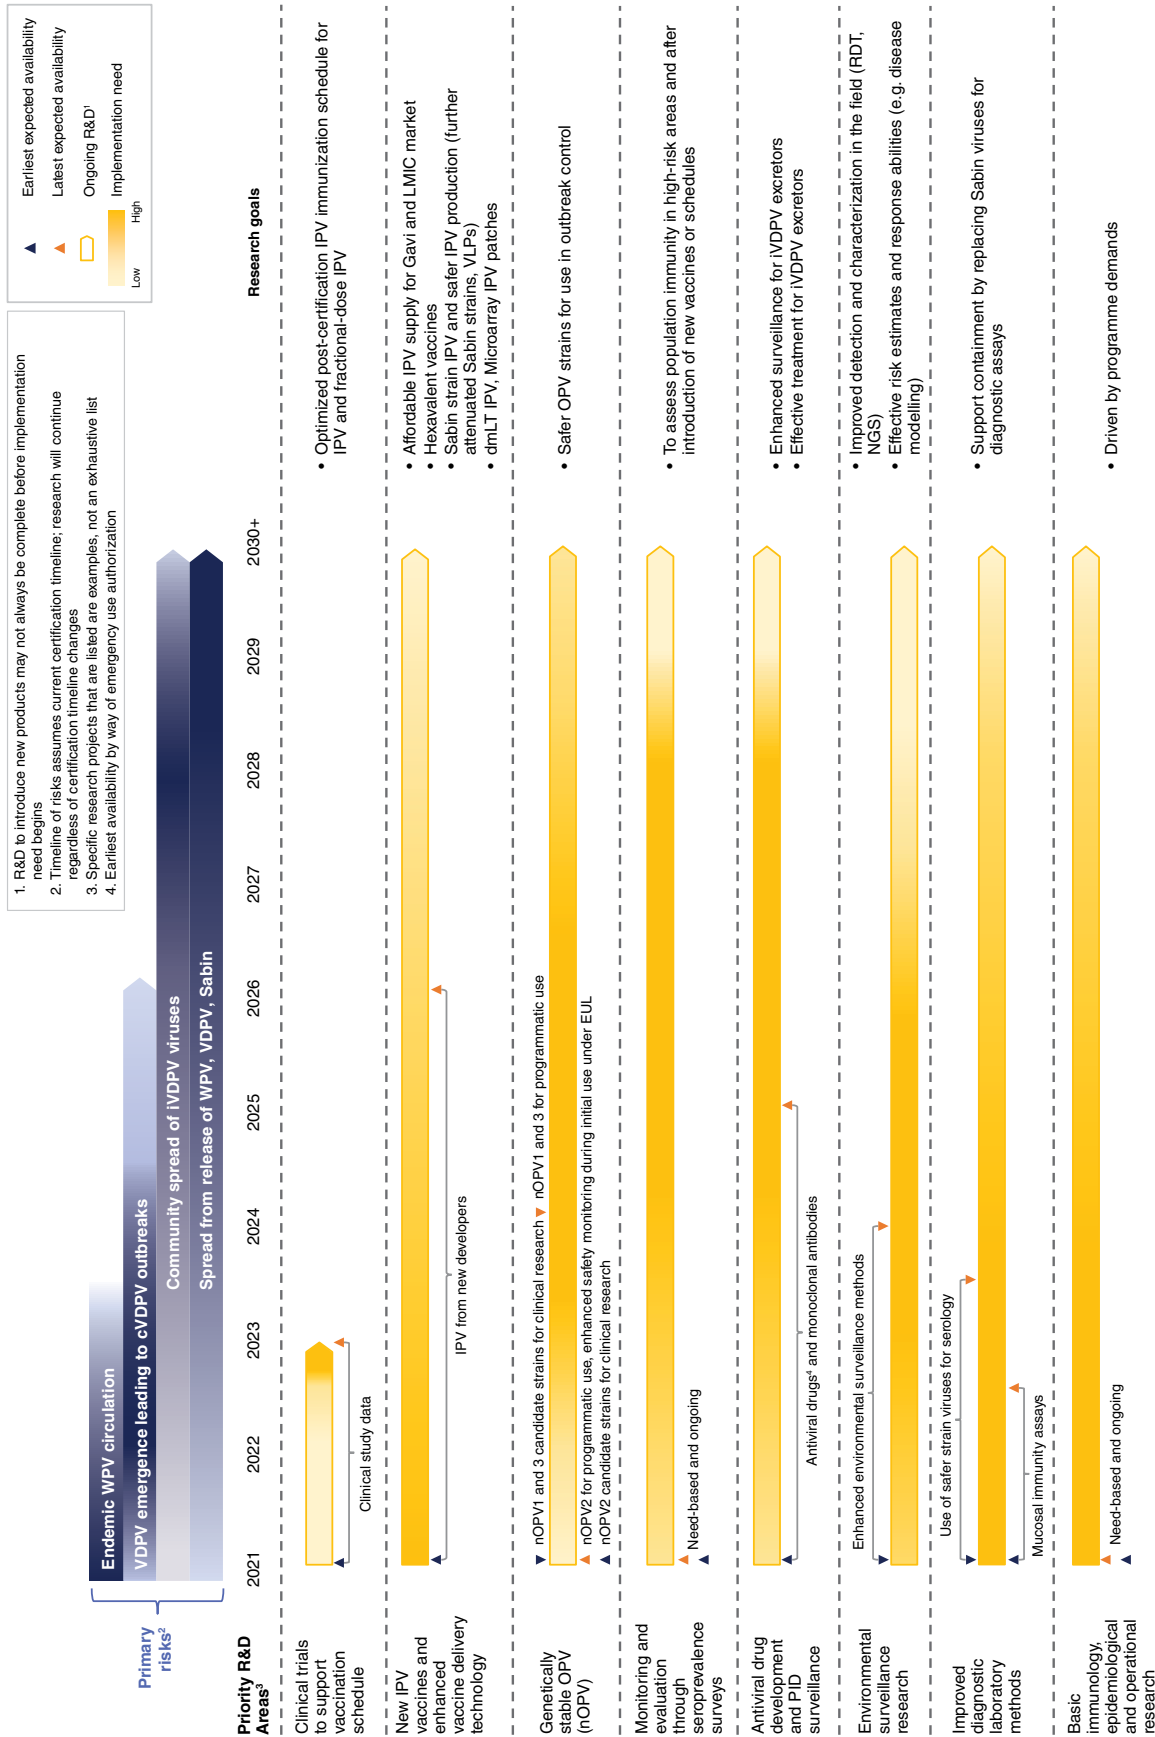 1. R&D to introduce new products may not always be complete before implementation
need begins
2. Timeline of risks assumes current certification timeline; research will continue
regardless of certification timeline changes
3. Specific research projects that are listed are examples, not an exhaustive list
4. Earliest availability by way of emergency use authorization
Earliest expected availability
Latest expected availability
Ongoing R&D¹
Implementation need
Low
High
Primary
risks²
Endemic WPV circulation
VDPV emergence leading to cVDPV outbreaks
Community spread of iVDPV viruses
Spread from release of WPV, VDPV, Sabin
Priority R&D
Areas³
2021
2022
2023
2024
2025
2026
2027
2028
2029
2030+
Research goals
Clinical trials
to support
vaccination
schedule
Clinical study data
• Optimized post-certification IPV immunization schedule for
IPV and fractional-dose IPV
New IPV
vaccines and
enhanced
vaccine delivery
technology
IPV from new developers
• Affordable IPV supply for Gavi and LMIC market
• Hexavalent vaccines
• Sabin strain IPV and safer IPV production (further
attenuated Sabin strains, VLPs)
• dmLT IPV, Microarray IPV patches
Genetically
stable OPV
(nOPV)
nOPV1 and 3 candidate strains for clinical research
nOPV1 and 3 for programmatic use
nOPV2 for programmatic use, enhanced safety monitoring during initial use under EUL
nOPV2 candidate strains for clinical research
• Safer OPV strains for use in outbreak control
Monitoring and
evaluation
through
seroprevalence
surveys
Need-based and ongoing
• To assess population immunity in high-risk areas and after
introduction of new vaccines or schedules
Antiviral drug
development
and PID
surveillance
Antiviral drugs⁴ and monoclonal antibodies
• Enhanced surveillance for iVDPV excretors
• Effective treatment for iVDPV excretors
Environmental
surveillance
research
Enhanced environmental surveillance methods
• Improved detection and characterization in the field (RDT,
NGS)
• Effective risk estimates and response abilities (e.g. disease
modelling)
Improved
diagnostic
laboratory
methods
Use of safer strain viruses for serology
Mucosal immunity assays
• Support containment by replacing Sabin viruses for
diagnostic assays
Basic
immunology,
epidemiological
and operational
research
Need-based and ongoing
• Driven by programme demands